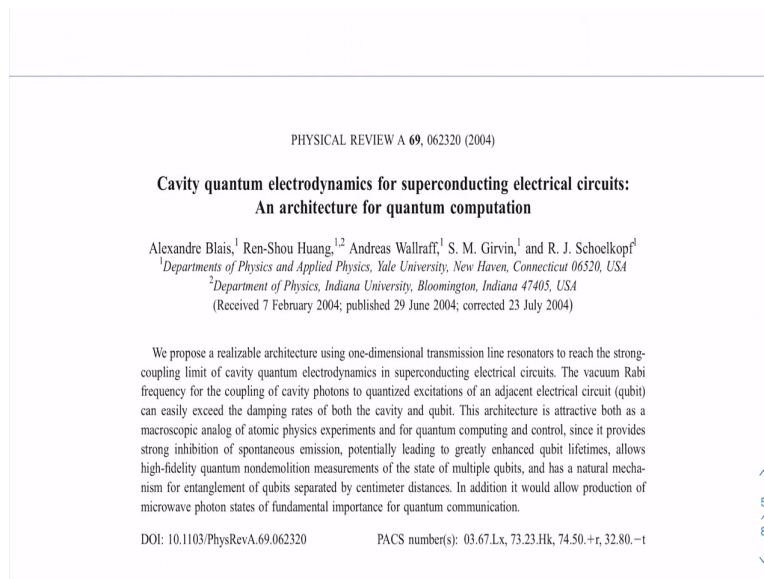 PHYSICAL REVIEW A 69, 062320 (2004)
Cavity quantum electrodynamics for superconducting electrical circuits:
An architecture for quantum computation
Alexandre Blais,1 Ren-Shou Huang,1,2 Andreas Wallraff,1 S. M. Girvin,1 and R. J. Schoelkopf1
1Departments of Physics and Applied Physics, Yale University, New Haven, Connecticut 06520, USA
2Department of Physics, Indiana University, Bloomington, Indiana 47405, USA
(Received 7 February 2004; published 29 June 2004; corrected 23 July 2004)
We propose a realizable architecture using one-dimensional transmission line resonators to reach the strong-
coupling limit of cavity quantum electrodynamics in superconducting electrical circuits. The vacuum Rabi
frequency for the coupling of cavity photons to quantized excitations of an adjacent electrical circuit (qubit)
can easily exceed the damping rates of both the cavity and qubit. This architecture is attractive both as a
macroscopic analog of atomic physics experiments and for quantum computing and control, since it provides
strong inhibition of spontaneous emission, potentially leading to greatly enhanced qubit lifetimes, allows
high-fidelity quantum nondemolition measurements of the state of multiple qubits, and has a natural mecha-
nism for entanglement of qubits separated by centimeter distances. In addition it would allow production of
microwave photon states of fundamental importance for quantum communication.
DOI: 10.1103/PhysRevA.69.062320 PACS number(s): 03.67.Lx, 73.23.Hk, 74.50.+r, 32.80.−t